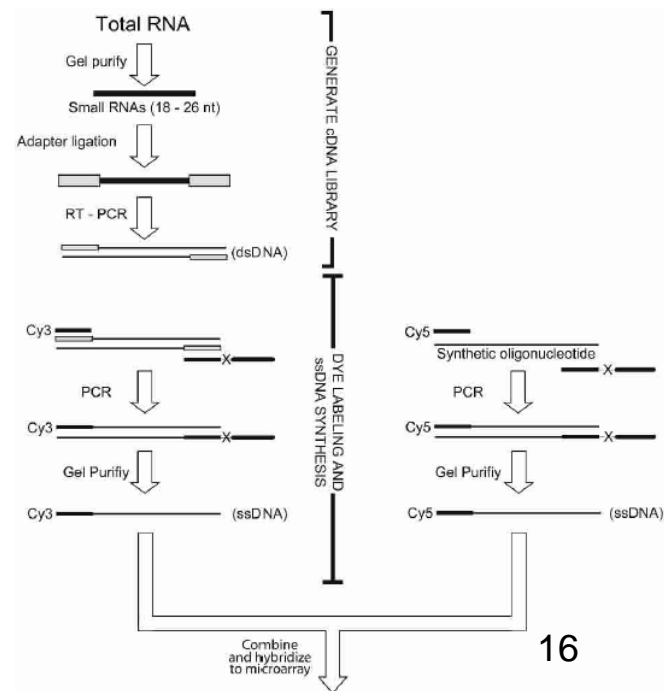 Total RNA
Gel purify
Small RNAs (18 - 26 nt)
Adapter ligation
RT - PCR
(dsDNA)
GENERATE cDNA LIBRARY
Cy3
X
PCR
Cy3
X
Gel Purifiy
Cy3
(ssDNA)
DYE LABELING AND
ssDNA SYNTHESIS
Cy5
Synthetic oligonucleotide
X
PCR
Cy5
X
Gel Purifiy
Cy5
(ssDNA)
Combine
and hybridize
to microarray
16